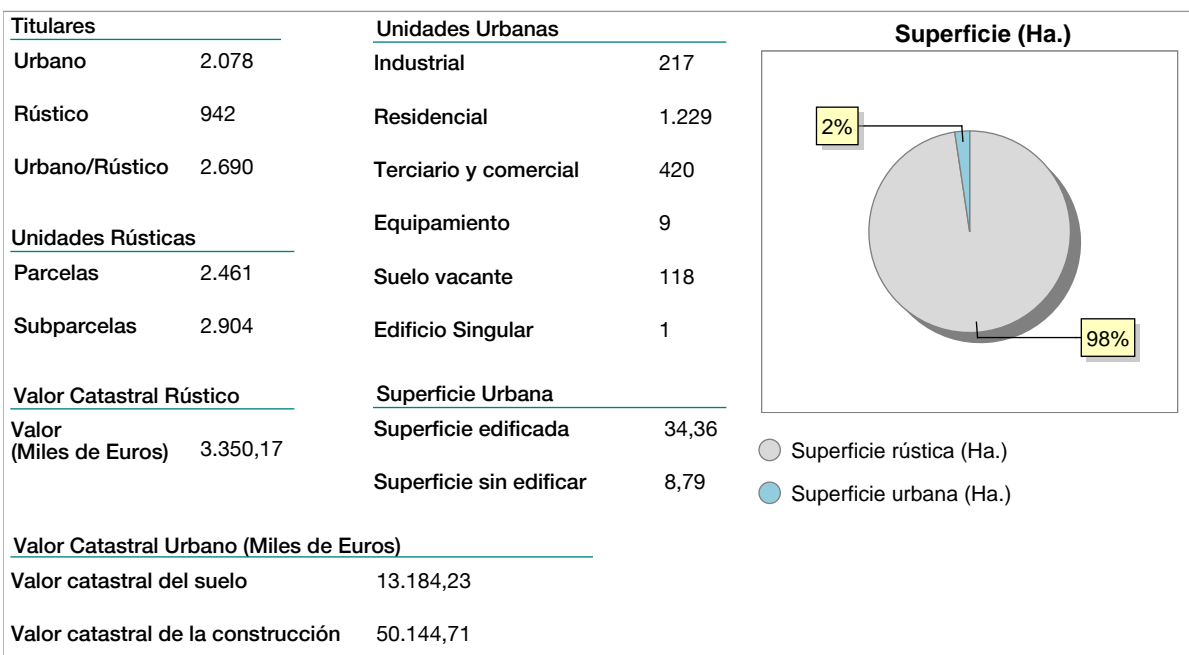 Titulares
Urbano 2.078
Rústico 942
Urbano/Rústico 2.690
Unidades Rústicas
Parcelas 2.461
Subparcelas 2.904
Valor Catastral Rústico
Valor
(Miles de Euros) 3.350,17
Unidades Urbanas
Industrial 217
Residencial 1.229
Terciario y comercial 420
Equipamiento 9
Suelo vacante 118
Edificio Singular 1
Superficie Urbana
Superficie edificada 34,36
Superficie sin edificar 8,79
Valor Catastral Urbano (Miles de Euros)
Valor catastral del suelo 13.184,23
Valor catastral de la construcción 50.144,71
Superficie (Ha.)
2%
98%
Superficie rústica (Ha.)
Superficie urbana (Ha.)